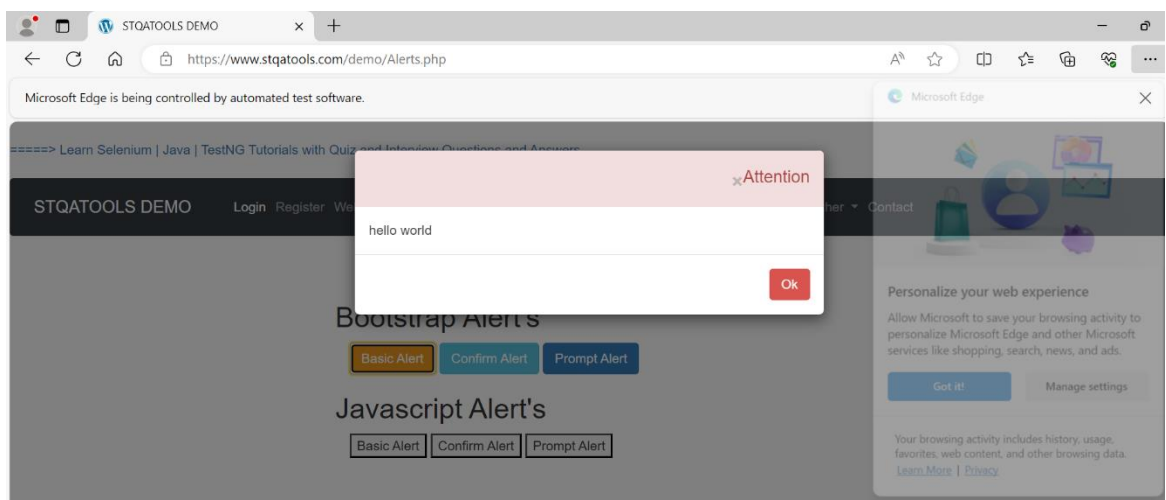 STQATOOLS DEMO
https://www.stqatools.com/demo/Alerts.php
Microsoft Edge is being controlled by automated test software.
Microsoft Edge
=====> Learn Selenium | Java | TestNG Tutorials with Quiz and Interview Questions and Answers
×Attention
STQATOOLS DEMO Login Register We her Contact
hello world
Ok
Personalize your web experience
Allow Microsoft to save your browsing activity to
personalize Microsoft Edge and other Microsoft
services like shopping, search, news, and ads.
Got it! Manage settings
Your browsing activity includes history, usage,
favorites, web content, and other browsing data.
Learn More | Privacy
Bootstrap Alert's
Basic Alert Confirm Alert Prompt Alert
Javascript Alert's
Basic Alert Confirm Alert Prompt Alert